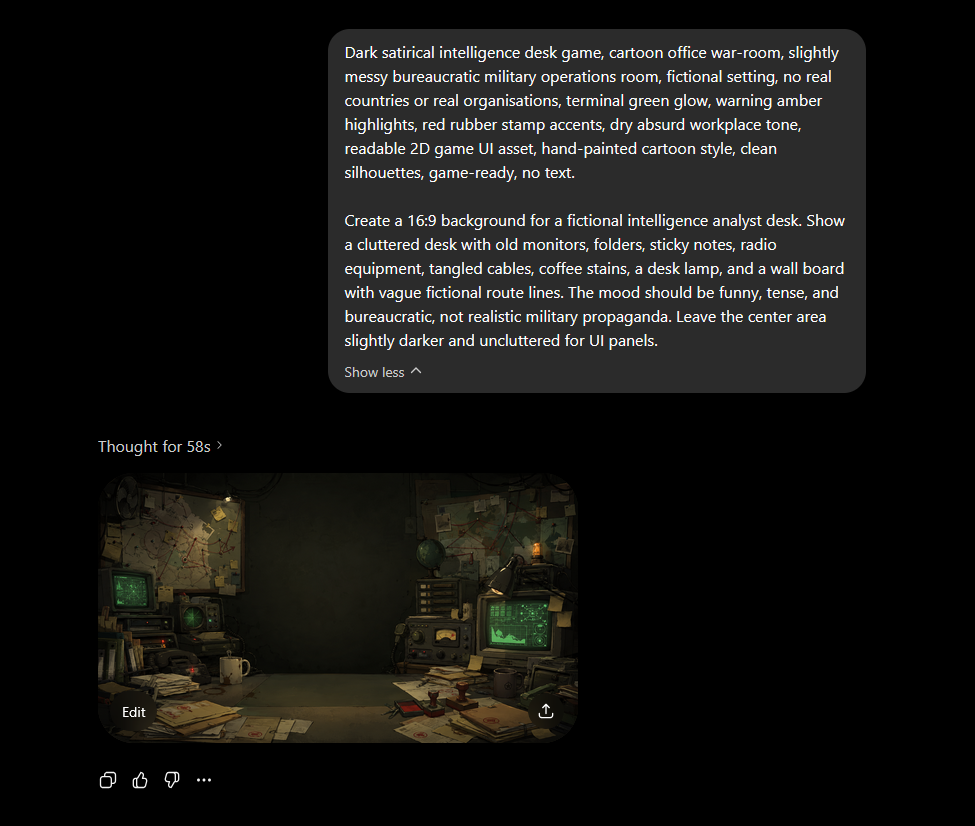 Dark satirical intelligence desk game, cartoon office war-room, slightly
messy bureaucratic military operations room, fictional setting, no real
countries or real organisations, terminal green glow, warning amber
highlights, red rubber stamp accents, dry absurd workplace tone,
readable 2D game UI asset, hand-painted cartoon style, clean
silhouettes, game-ready, no text.
Create a 16:9 background for a fictional intelligence analyst desk. Show
a cluttered desk with old monitors, folders, sticky notes, radio
equipment, tangled cables, coffee stains, a desk lamp, and a wall board
with vague fictional route lines. The mood should be funny, tense, and
bureaucratic, not realistic military propaganda. Leave the center area
slightly darker and uncluttered for UI panels.
Show less
Thought for 58s
Edit